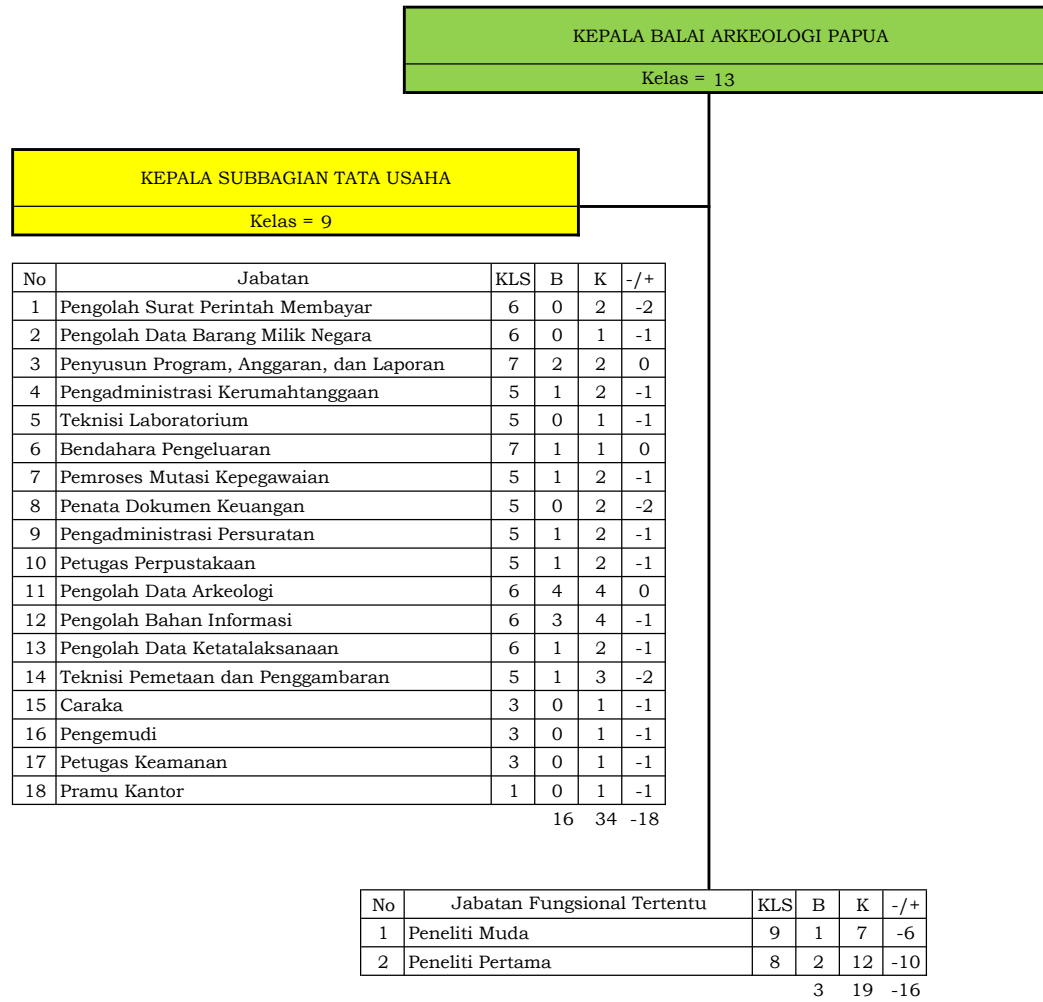 KEPALA BALAI ARKEOLOGI PAPUA
Kelas = 13
KEPALA SUBBAGIAN TATA USAHA
Kelas = 9
No Jabatan KLS B K -/+
1 Pengolah Surat Perintah Membayar 6 0 2 -2
2 Pengolah Data Barang Milik Negara 6 0 1 -1
3 Penyusun Program, Anggaran, dan Laporan 7 2 2 0
4 Pengadministrasi Kerumahtanggaan 5 1 2 -1
5 Teknisi Laboratorium 5 0 1 -1
6 Bendahara Pengeluaran 7 1 1 0
7 Pemroses Mutasi Kepegawaian 5 1 2 -1
8 Penata Dokumen Keuangan 5 0 2 -2
9 Pengadministrasi Persuratan 5 1 2 -1
10 Petugas Perpustakaan 5 1 2 -1
11 Pengolah Data Arkeologi 6 4 4 0
12 Pengolah Bahan Informasi 6 3 4 -1
13 Pengolah Data Ketatalaksanaan 6 1 2 -1
14 Teknisi Pemetaan dan Penggambaran 5 1 3 -2
15 Caraka 3 0 1 -1
16 Pengemudi 3 0 1 -1
17 Petugas Keamanan 3 0 1 -1
18 Pramu Kantor 1 0 1 -1
16 34 -18
No Jabatan Fungsional Tertentu KLS B K -/+
1 Peneliti Muda 9 1 7 -6
2 Peneliti Pertama 8 2 12 -10
3 19 -16